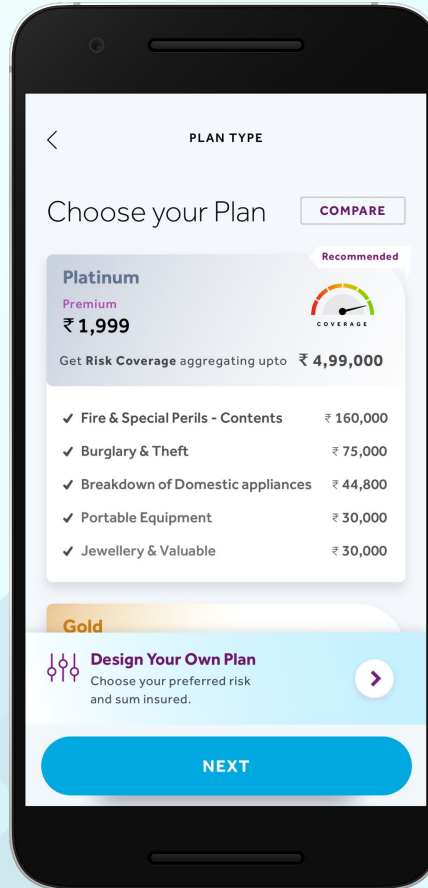 PLAN TYPE
Choose your Plan
COMPARE
Recommended
Platinum
Premium
₹ 1,999
COVERAGE
Get Risk Coverage aggregating upto ₹ 4,99,000
✓ Fire & Special Perils - Contents ₹ 160,000
✓ Burglary & Theft ₹ 75,000
✓ Breakdown of Domestic appliances ₹ 44,800
✓ Portable Equipment ₹ 30,000
✓ Jewellery & Valuable ₹ 30,000
Gold
Design Your Own Plan
Choose your preferred risk
and sum insured.
NEXT